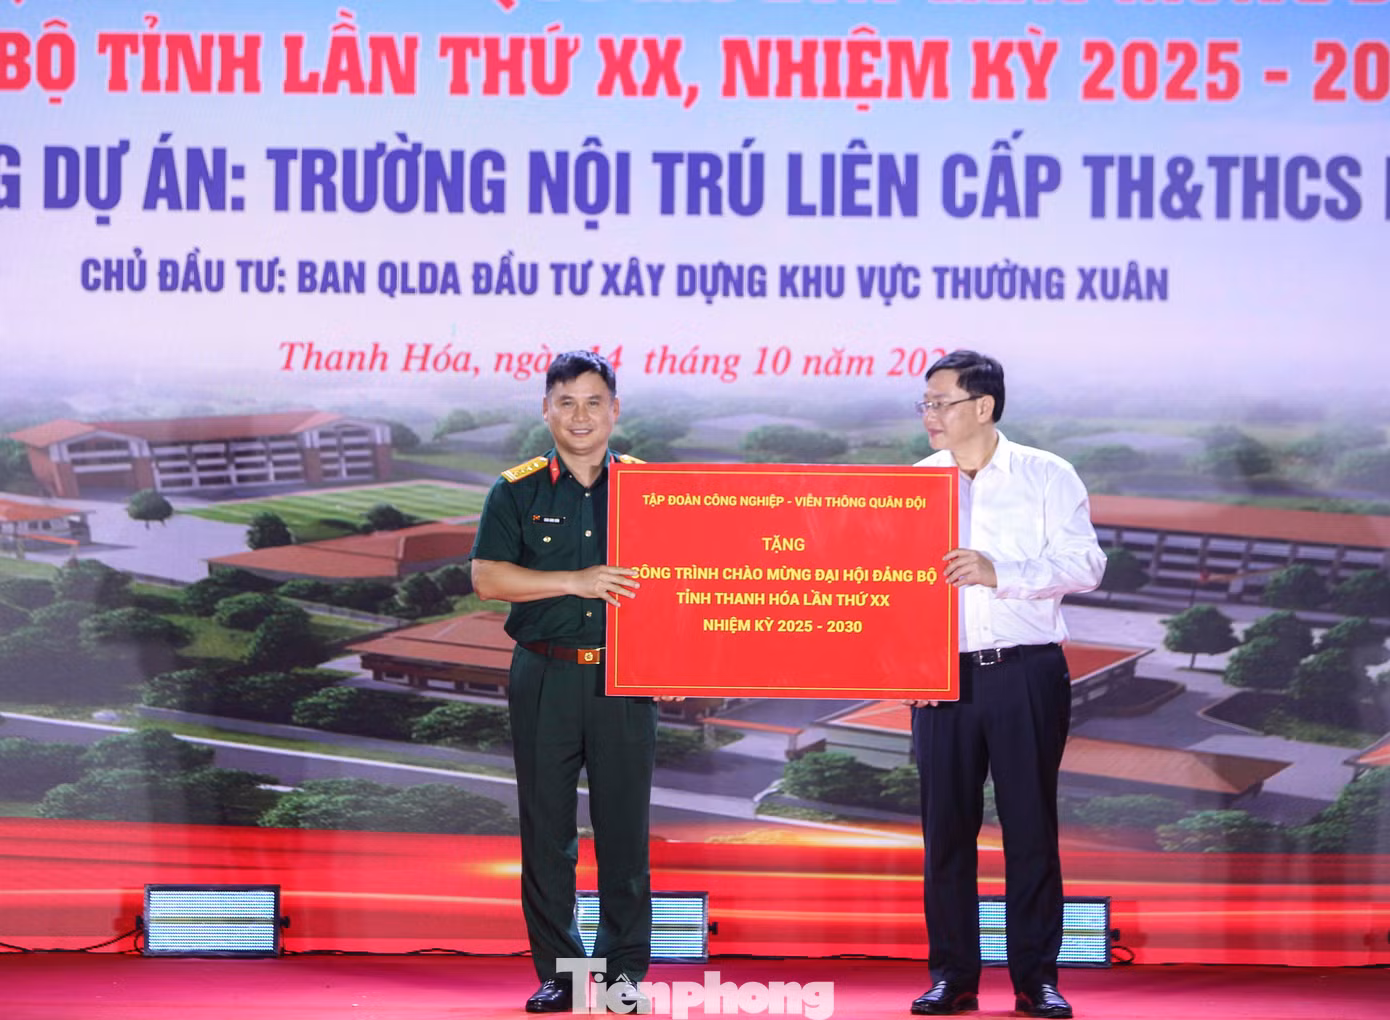 BỘ TỈNH LẦN THỨ XX, NHIỆM KỲ 2025 - 20
G DỰ ÁN: TRƯỜNG NỘI TRÚ LIÊN CẤP TH&THCS
CHỦ ĐẦU TƯ: BAN QLDA ĐẦU TƯ XÂY DỰNG KHU VỰC THƯỜNG XUÂN
Thanh Hóa, ngày 14 tháng 10 năm 202
TẬP ĐOÀN CÔNG NGHIỆP - VIỄN THÔNG QUÂN ĐỘI
TẶNG
CÔNG TRÌNH CHÀO MỪNG ĐẠI HỘI ĐẢNG BỘ
TỈNH THANH HÓA LẦN THỨ XX
NHIỆM KỲ 2025 - 2030
Tiênphong